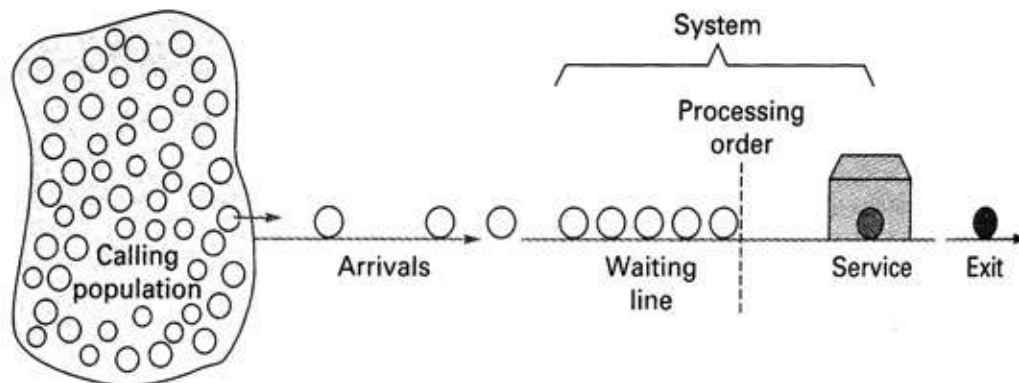 System
Processing
order
Calling
population
Arrivals
Waiting
line
Service
Exit